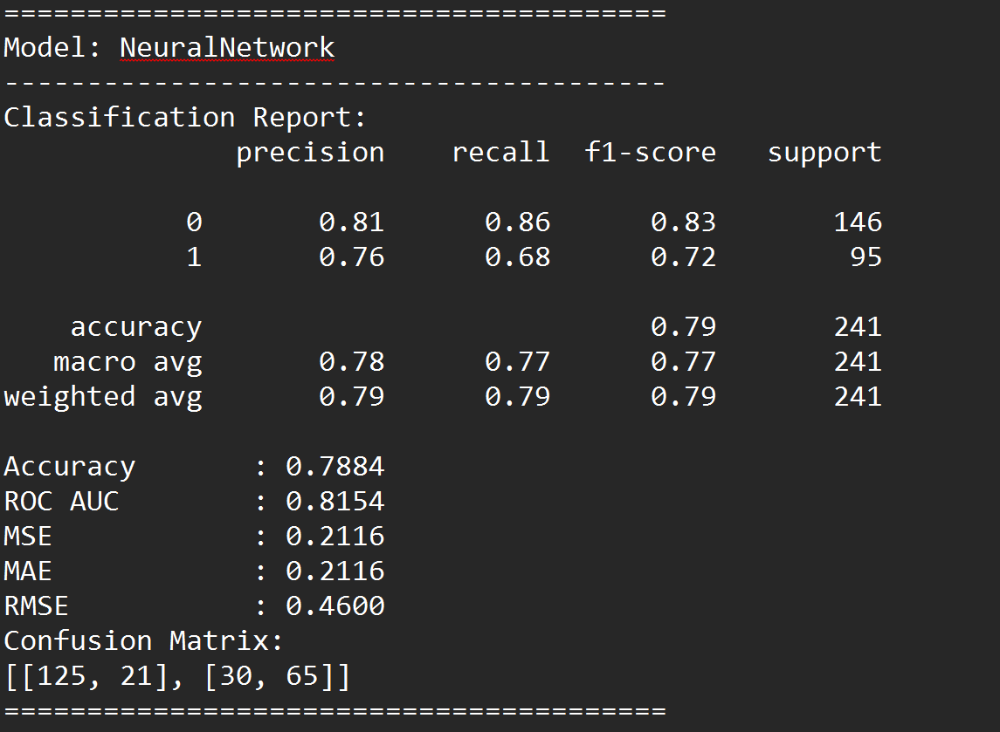 ========================================
Model: NeuralNetwork
----------------------------------------
Classification Report:
              precision    recall  f1-score   support

           0       0.81      0.86      0.83       146
           1       0.76      0.68      0.72        95

    accuracy                           0.79       241
   macro avg       0.78      0.77      0.77       241
weighted avg       0.79      0.79      0.79       241

Accuracy       : 0.7884
ROC AUC        : 0.8154
MSE            : 0.2116
MAE            : 0.2116
RMSE           : 0.4600
Confusion Matrix:
[[125, 21], [30, 65]]
========================================